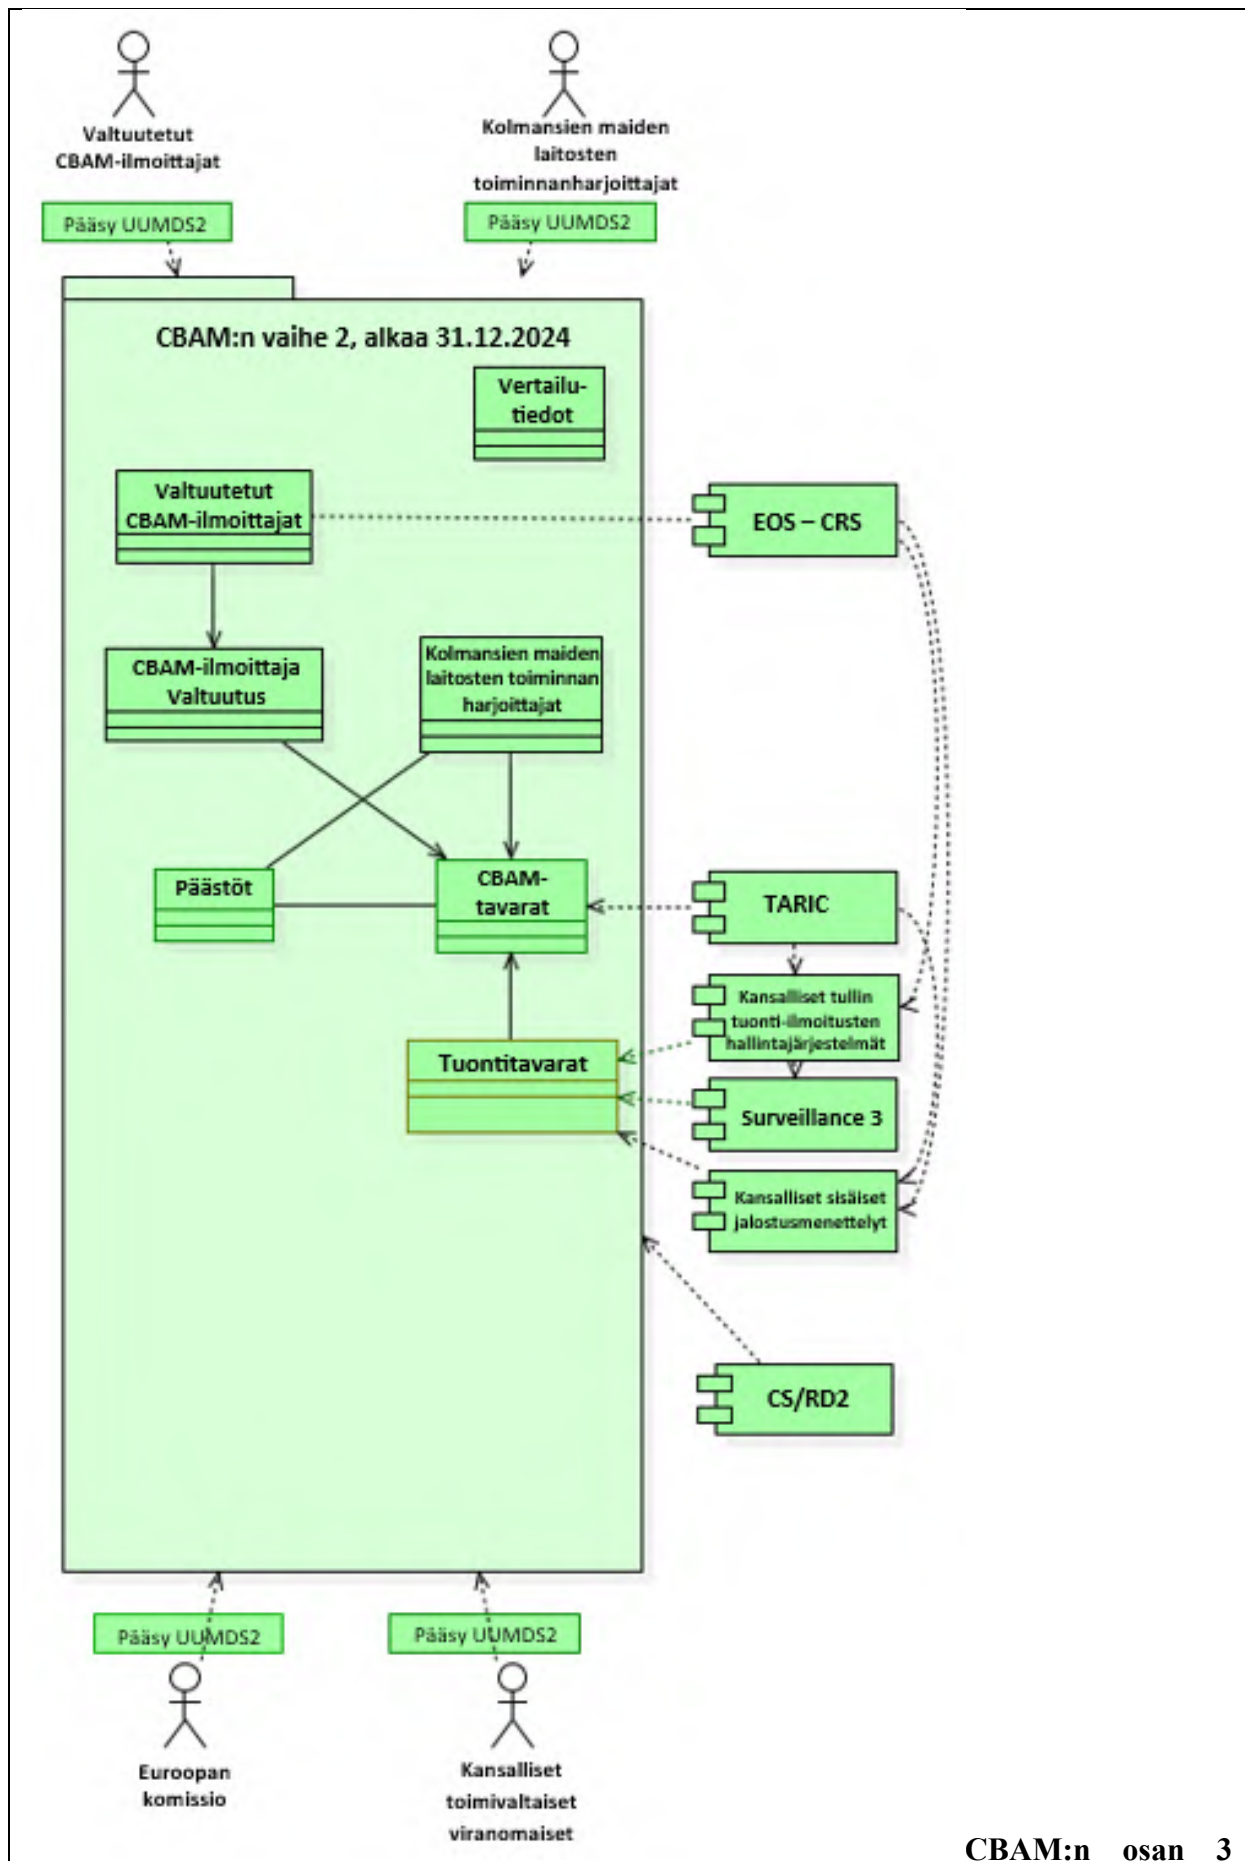 Valtuutetut
CBAM-ilmoittajat
Kolmansien maiden
laitosten
toiminnanharjoittajat
Pääsy UUMDS2
Pääsy UUMDS2
CBAM:n vaihe 2, alkaa 31.12.2024
Vertailu-
tiedot
Valtuutetut
CBAM-ilmoittajat
EOS – CRS
CBAM-ilmoittaja
Valtuutus
Kolmansien maiden
laitosten toiminnan
harjoittajat
Päästöt
CBAM-
tavarat
TARIC
Kansalliset tullin
tuonti-ilmoitusten
hallintajärjestelmät
Tuontitavarat
Surveillance 3
Kansalliset sisäiset
jalostusmenettelyt
CS/RD2
Pääsy UUMDS2
Pääsy UUMDS2
Euroopan
komissio
Kansalliset
toimivaltaiset
viranomaiset
CBAM:n osan 3